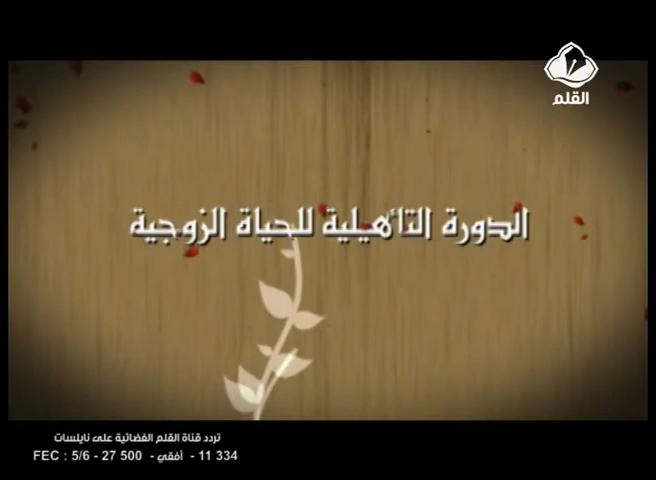 القلم
الدورة التأهيلية للحياة الزوجية
تردد قناة القلم الفضائية على نايلسات
11 334 - أفقي - 27 500 - FEC : 5/6